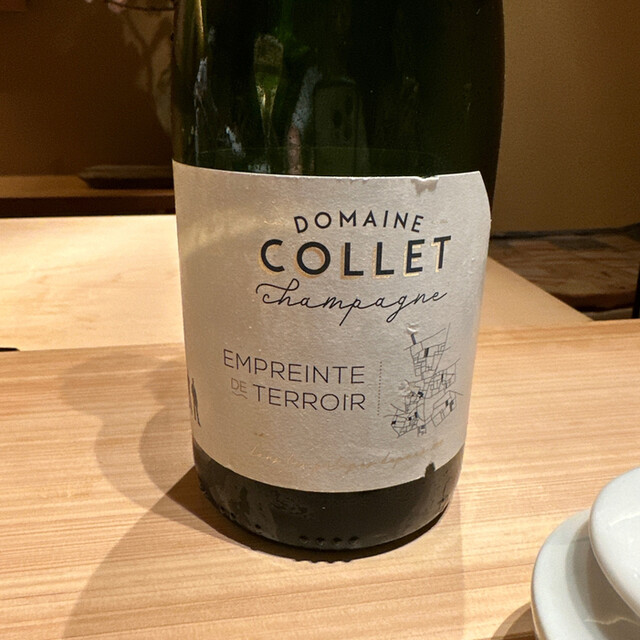 DOMAINE
COLLET
Champagne
EMPREINTE
DE TERROIR